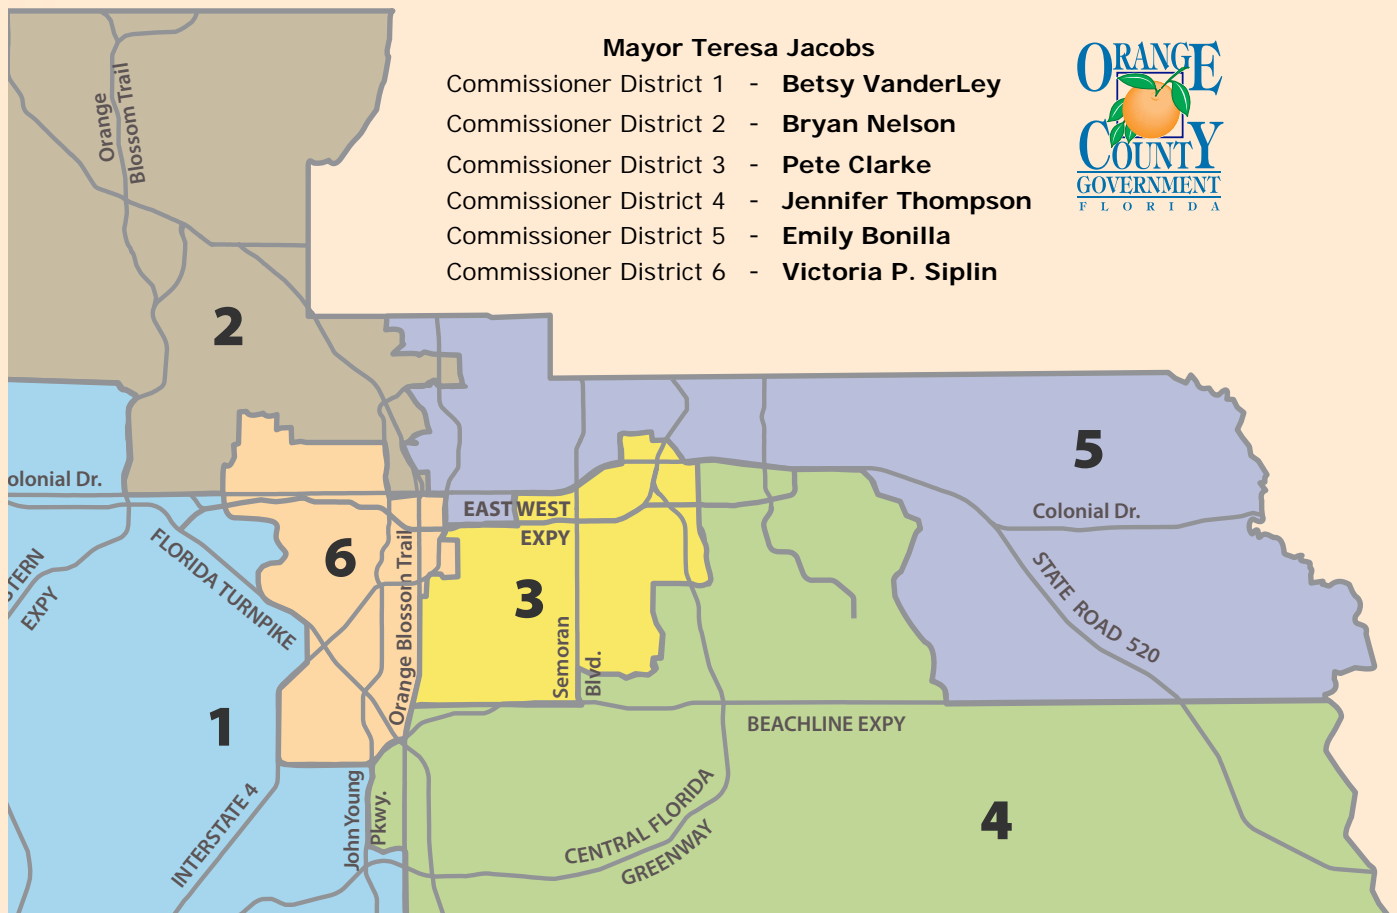 Mayor Teresa Jacobs
Commissioner District 1 - Betsy VanderLey
Commissioner District 2 - Bryan Nelson
Commissioner District 3 - Pete Clarke
Commissioner District 4 - Jennifer Thompson
Commissioner District 5 - Emily Bonilla
Commissioner District 6 - Victoria P. Siplin
ORANGE
COUNTY
GOVERNMENT
FLORIDA
Orange
Blossom Trail
2
5
olonial Dr.
Colonial Dr.
EAST WEST
EXPY
FLORIDA TURNPIKE
6
3
STATE ROAD 520
TERN
EXPY
Orange Blossom Trail
Semoran
Blvd.
1
BEACHLINE EXPY
INTERSTATE 4
John Young
Pkwy.
CENTRAL FLORIDA
GREENWAY
4